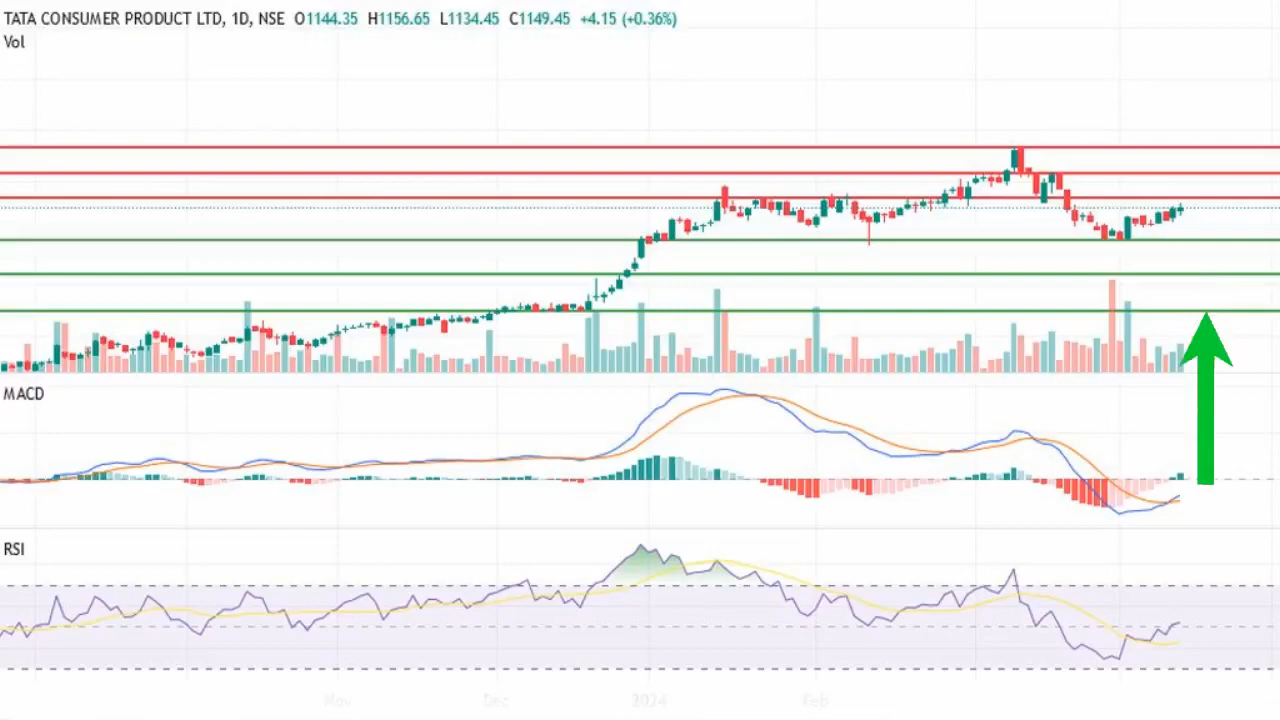 TATA CONSUMER PRODUCT LTD, 1D, NSE O1144.35 H1156.65 L1134.45 C1149.45 +4.15 (+0.36%)
Vol
MACD
RSI
Nov Dec 2024 Feb